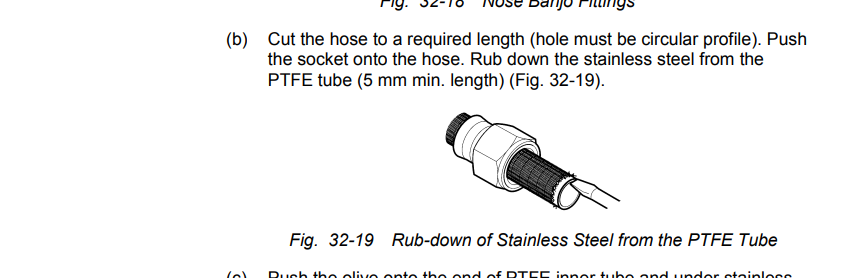 Fig. 32-18 Nose Banjo Fittings
(b) Cut the hose to a required length (hole must be circular profile). Push
the socket onto the hose. Rub down the stainless steel from the
PTFE tube (5 mm min. length) (Fig. 32-19).
Fig. 32-19 Rub-down of Stainless Steel from the PTFE Tube
(c) Push the olive onto the end of PTFE inner tube and under stainless